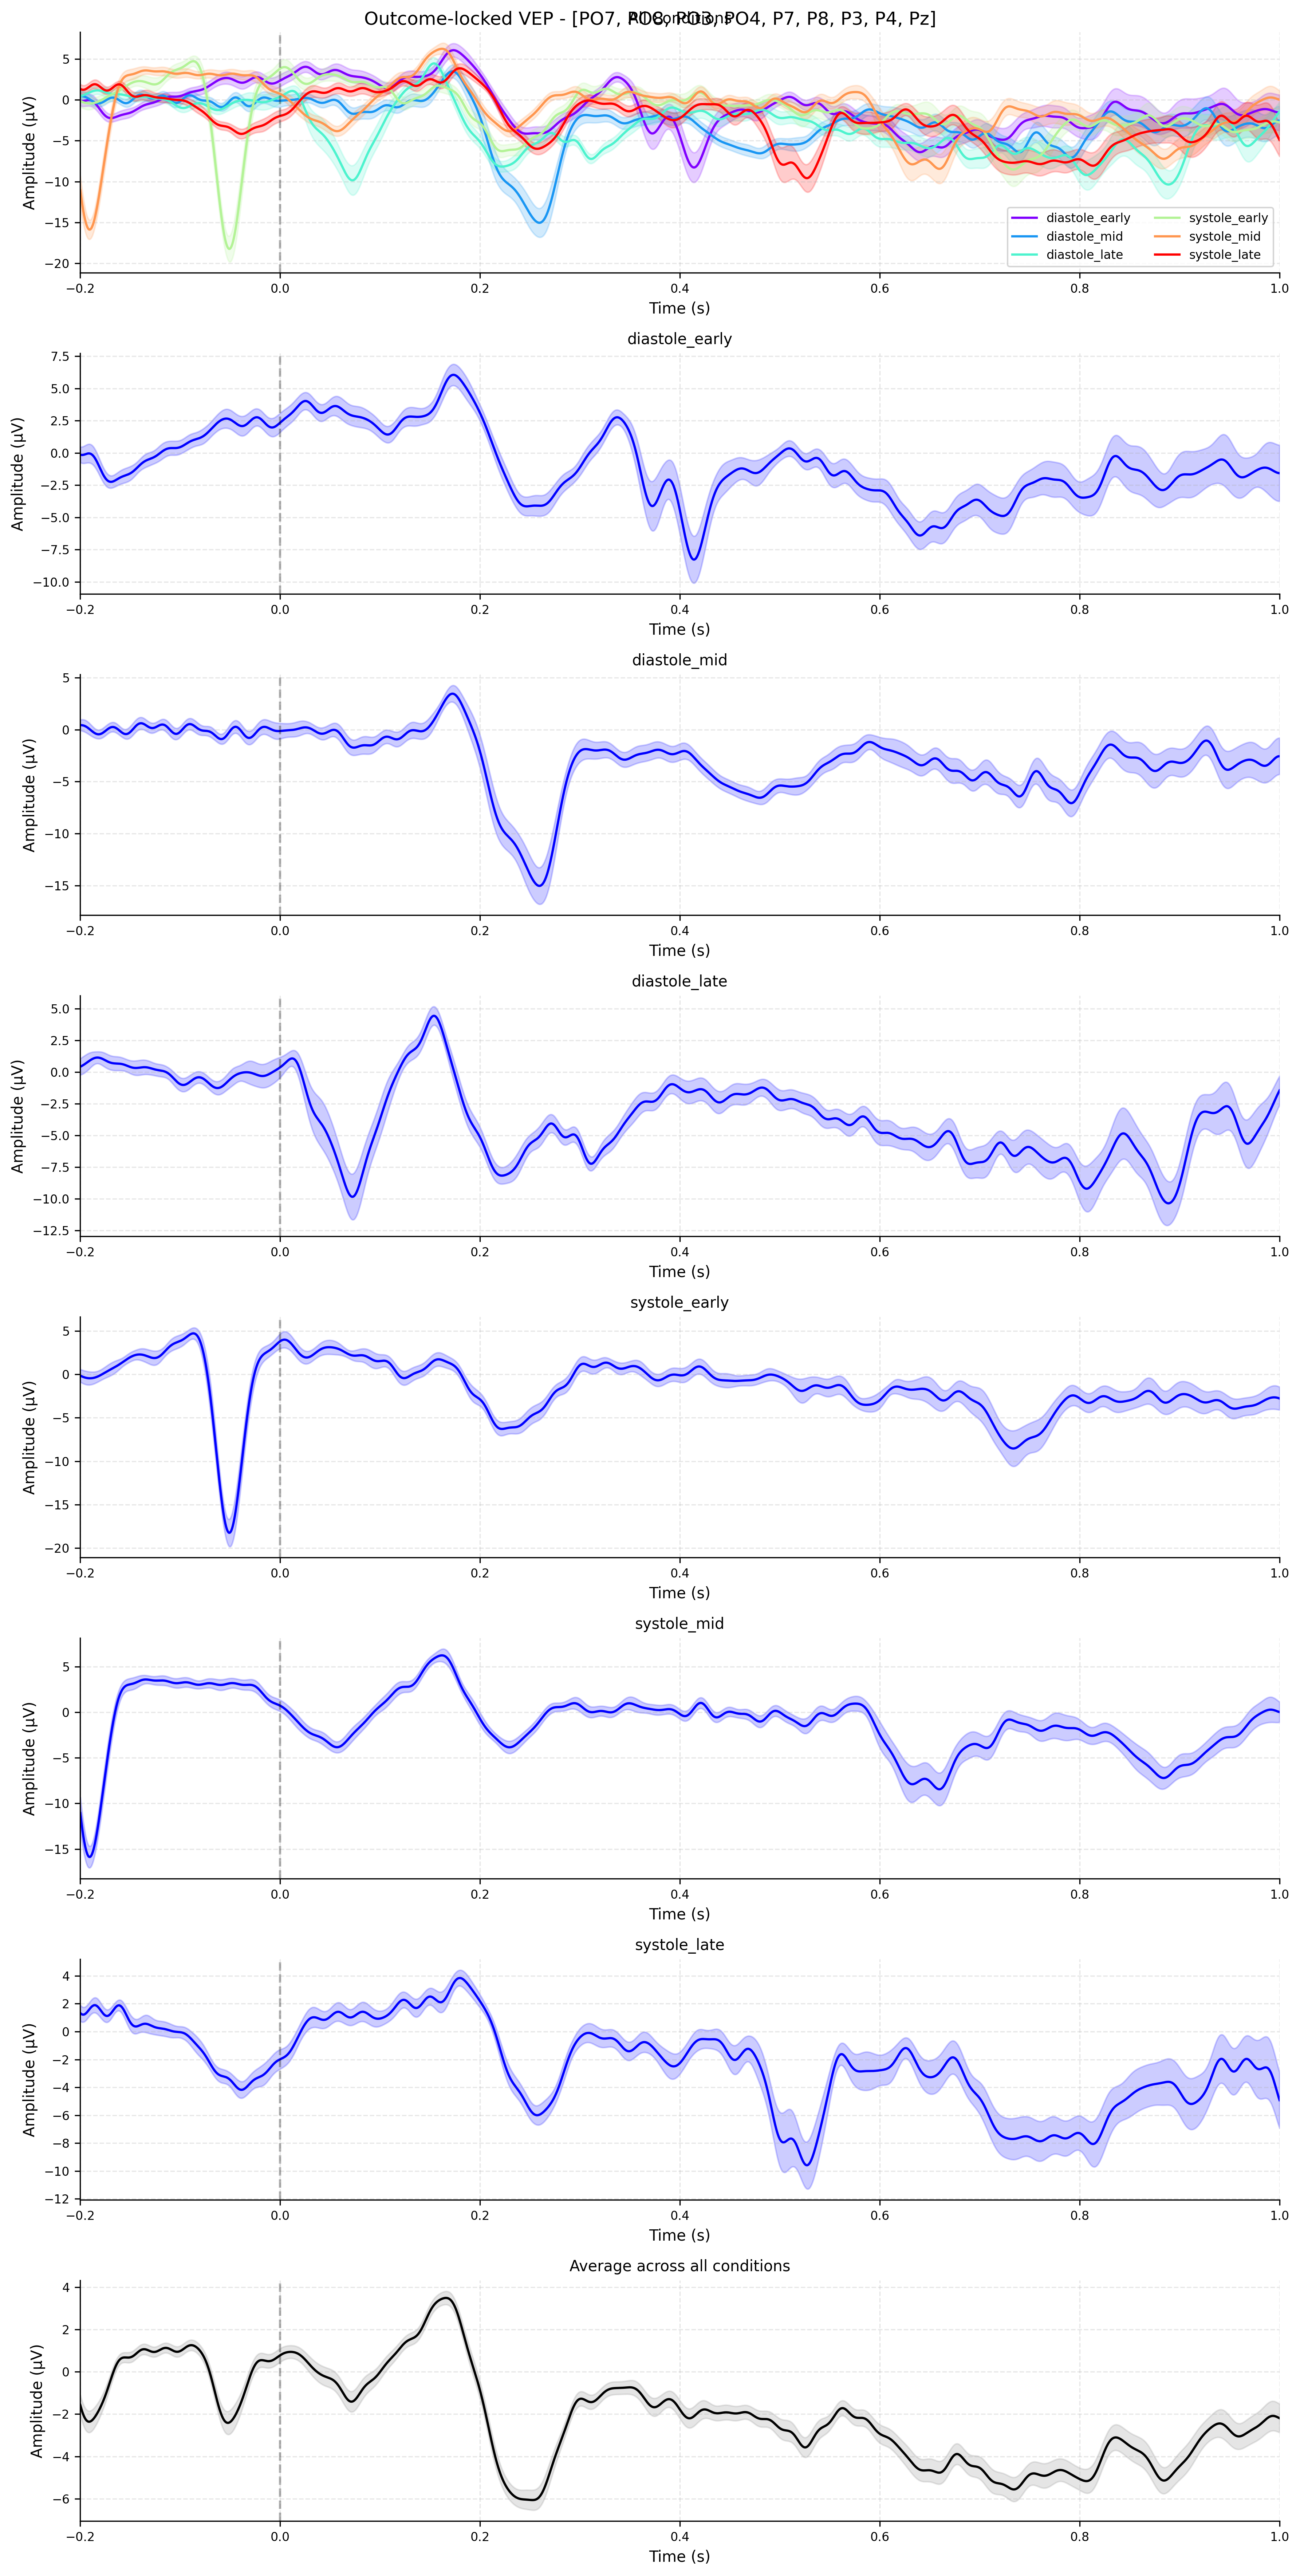 Outcome-locked VEP - [PO7, PO8, PO3, PO4, P7, P8, P3, P4, Pz]
All conditions
Amplitude (µV)
5
0
−5
−10
−15
−20
diastole_early
diastole_mid
diastole_late
systole_early
systole_mid
systole_late
−0.2 0.0 0.2 0.4 0.6 0.8 1.0
Time (s)
diastole_early
Amplitude (µV)
7.5
5.0
2.5
0.0
−2.5
−5.0
−7.5
−10.0
−0.2 0.0 0.2 0.4 0.6 0.8 1.0
Time (s)
diastole_mid
Amplitude (µV)
5
0
−5
−10
−15
−0.2 0.0 0.2 0.4 0.6 0.8 1.0
Time (s)
diastole_late
Amplitude (µV)
5.0
2.5
0.0
−2.5
−5.0
−7.5
−10.0
−12.5
−0.2 0.0 0.2 0.4 0.6 0.8 1.0
Time (s)
systole_early
Amplitude (µV)
5
0
−5
−10
−15
−20
−0.2 0.0 0.2 0.4 0.6 0.8 1.0
Time (s)
systole_mid
Amplitude (µV)
5
0
−5
−10
−15
−0.2 0.0 0.2 0.4 0.6 0.8 1.0
Time (s)
systole_late
Amplitude (µV)
4
2
0
−2
−4
−6
−8
−10
−12
−0.2 0.0 0.2 0.4 0.6 0.8 1.0
Time (s)
Average across all conditions
Amplitude (µV)
4
2
0
−2
−4
−6
−0.2 0.0 0.2 0.4 0.6 0.8 1.0
Time (s)